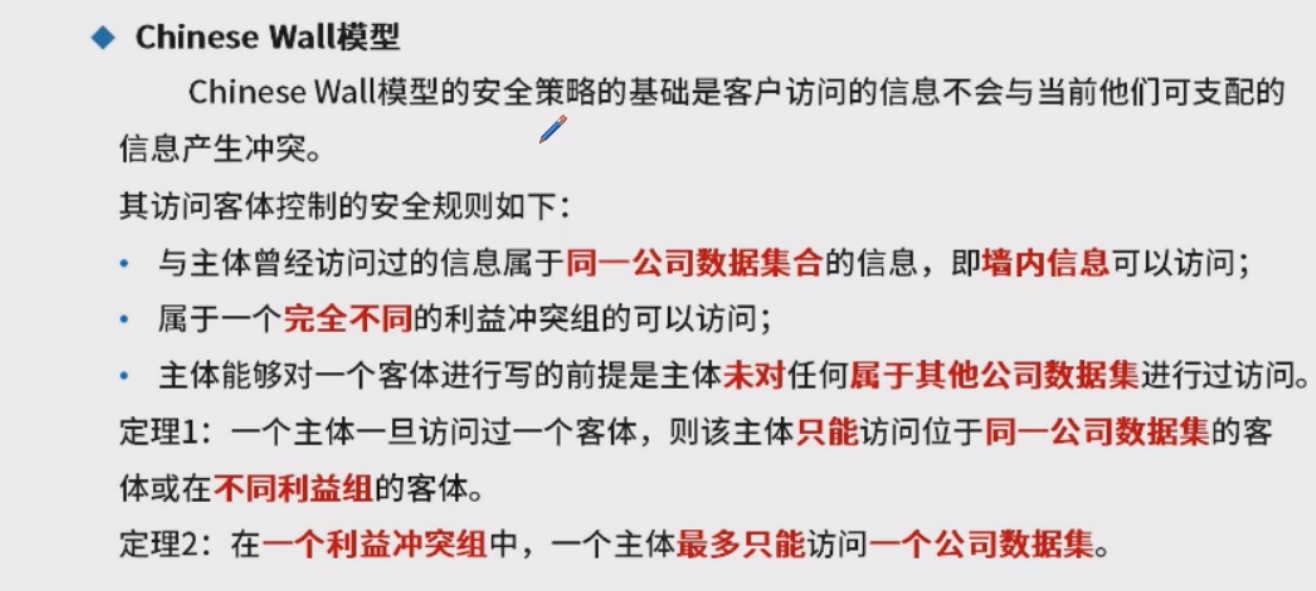 Chinese Wall模型
Chinese Wall模型的安全策略的基础是客户访问的信息不会与当前他们可支配的
信息产生冲突。
其访问客体控制的安全规则如下：
• 与主体曾经访问过的信息属于同一公司数据集合的信息，即墙内信息可以访问；
• 属于一个完全不同的利益冲突组的可以访问；
• 主体能够对一个客体进行写的前提是主体未对任何属于其他公司数据集进行过访问。
定理1：一个主体一旦访问过一个客体，则该主体只能访问位于同一公司数据集的客
体或在不同利益组的客体。
定理2：在一个利益冲突组中，一个主体最多只能访问一个公司数据集。